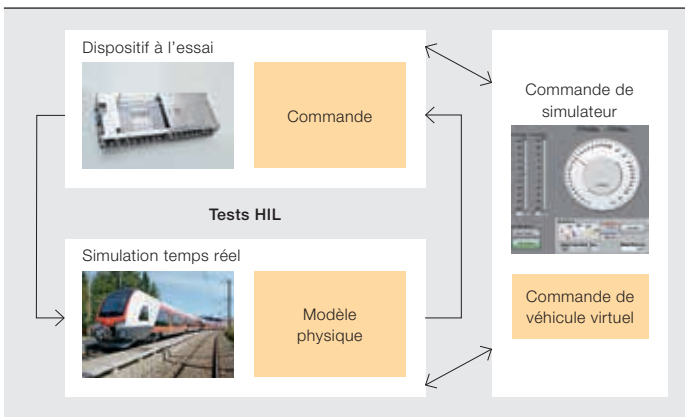 Dispositif à l'essai
Commande
Tests HIL
Simulation temps réel
Modèle
physique
Commande de
simulateur
Commande de
véhicule virtuel